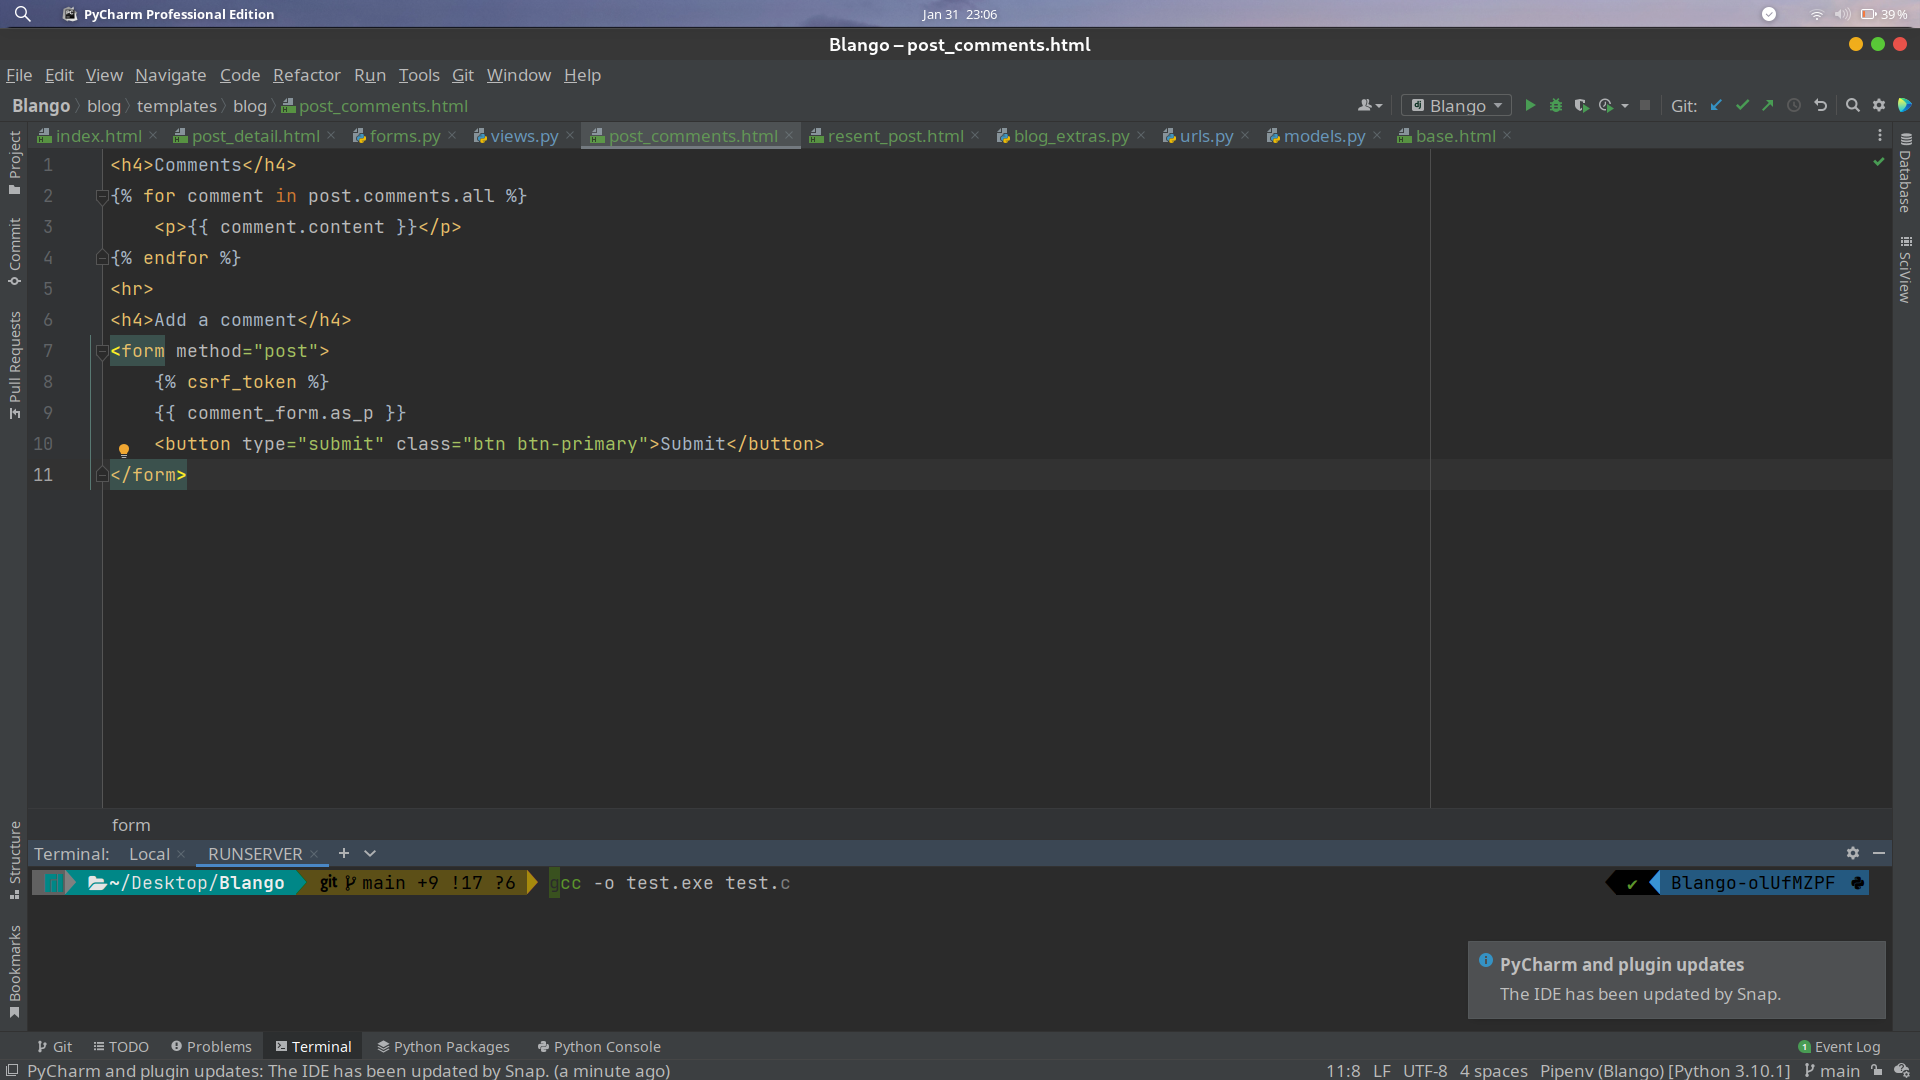 PyCharm Professional Edition
Jan 31 23:06
39%
Blango – post_comments.html
File Edit View Navigate Code Refactor Run Tools Git Window Help
Blango blog templates blog post_comments.html
Blango Git:
index.html post_detail.html forms.py views.py post_comments.html resent_post.html blog_extras.py urls.py models.py base.html
Project
Commit
Pull Requests
Structure
Bookmarks
Database
SciView
1 <h4>Comments</h4>
2 {% for comment in post.comments.all %}
3 <p>{{ comment.content }}</p>
4 {% endfor %}
5 <hr>
6 <h4>Add a comment</h4>
7 <form method="post">
8 {% csrf_token %}
9 {{ comment_form.as_p }}
10 <button type="submit" class="btn btn-primary">Submit</button>
11 </form>
form
Terminal: Local RUNSERVER
~/Desktop/Blango git main +9 !17 ?6 gcc -o test.exe test.c Blango-olUfMZPF
PyCharm and plugin updates
The IDE has been updated by Snap.
Git TODO Problems Terminal Python Packages Python Console 1 Event Log
PyCharm and plugin updates: The IDE has been updated by Snap. (a minute ago) 11:8 LF UTF-8 4 spaces Pipenv (Blango) [Python 3.10.1] main